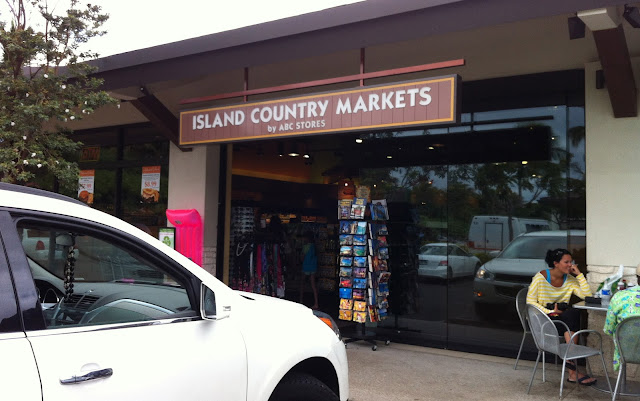 ISLAND COUNTRY MARKETS
by ABC STORES